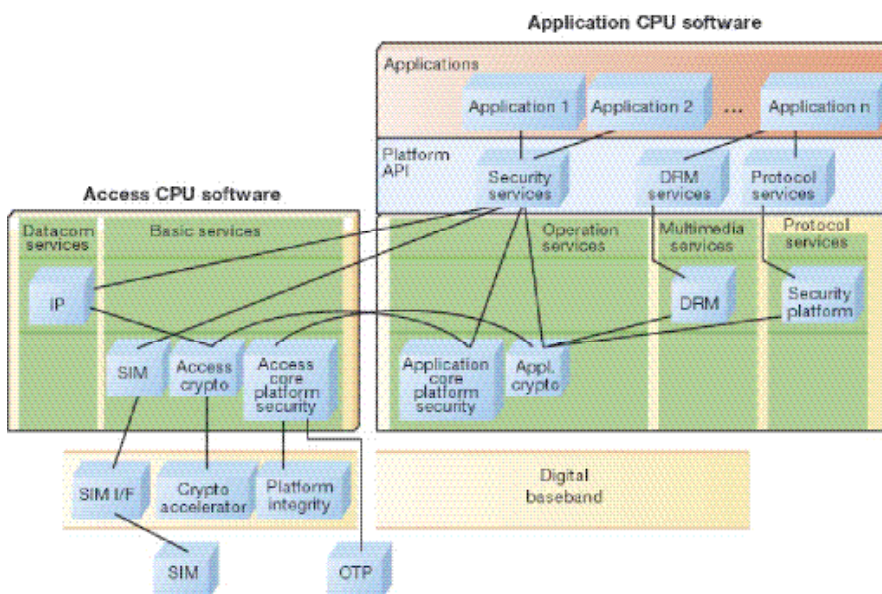 Application CPU software
Applications
Application 1
Application 2
...
Application n
Platform
API
Security
services
DRM
services
Protocol
services
Access CPU software
Datacom
services
Basic services
Operation
services
Multimedia
services
Protocol
services
IP
DRM
Security
platform
SIM
Access
crypto
Access
core
platform
security
Application
core
platform
security
Appl.
crypto
SIM I/F
Crypto
accelerator
Platform
integrity
Digital
baseband
SIM
OTP